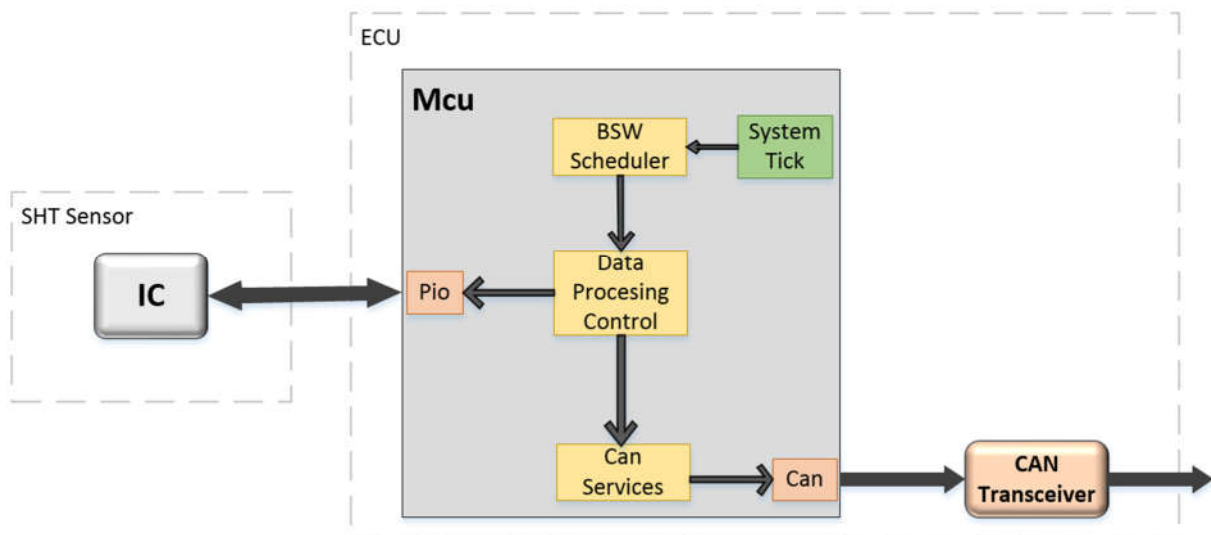 ECU
Mcu
BSW
Scheduler
System
Tick
SHT Sensor
IC
Pio
Data
Procesing
Control
Can
Services
Can
CAN
Transceiver